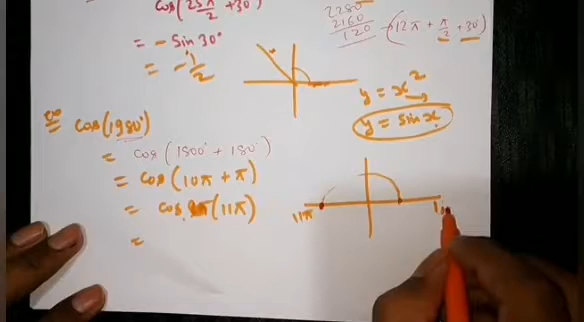 cos(25π/2 + 30°)
= - Sin 30°
= - 1/2
2280
2160
120 → (12π + π/2 + 30)
y = x²
y = sin x
cos(1980°)
= cos(1800° + 180°)
= cos(10π + π)
= cos (11π)
=
11π